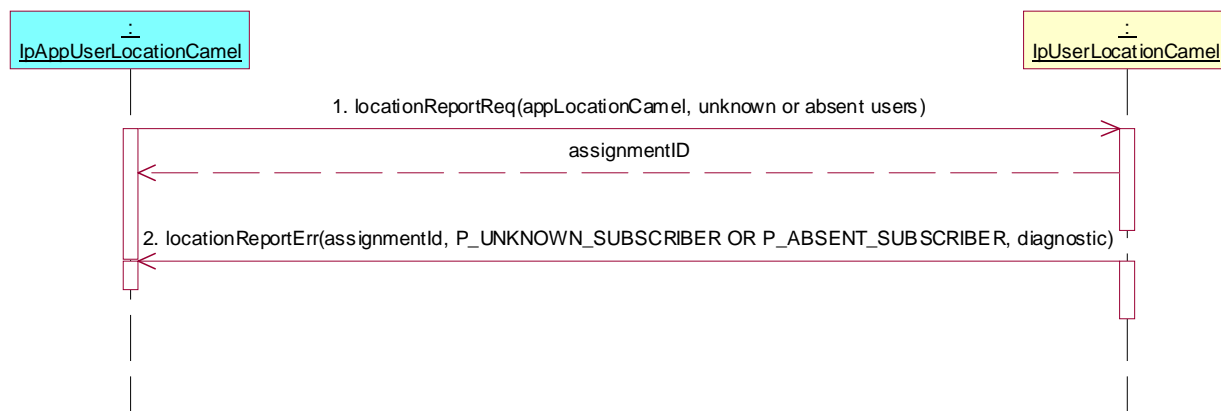 :
IpAppUserLocationCamel
:
IpUserLocationCamel
1. locationReportReq(appLocationCamel, unknown or absent users)
assignmentID
2. locationReportErr(assignmentId, P_UNKNOWN_SUBSCRIBER OR P_ABSENT_SUBSCRIBER, diagnostic)